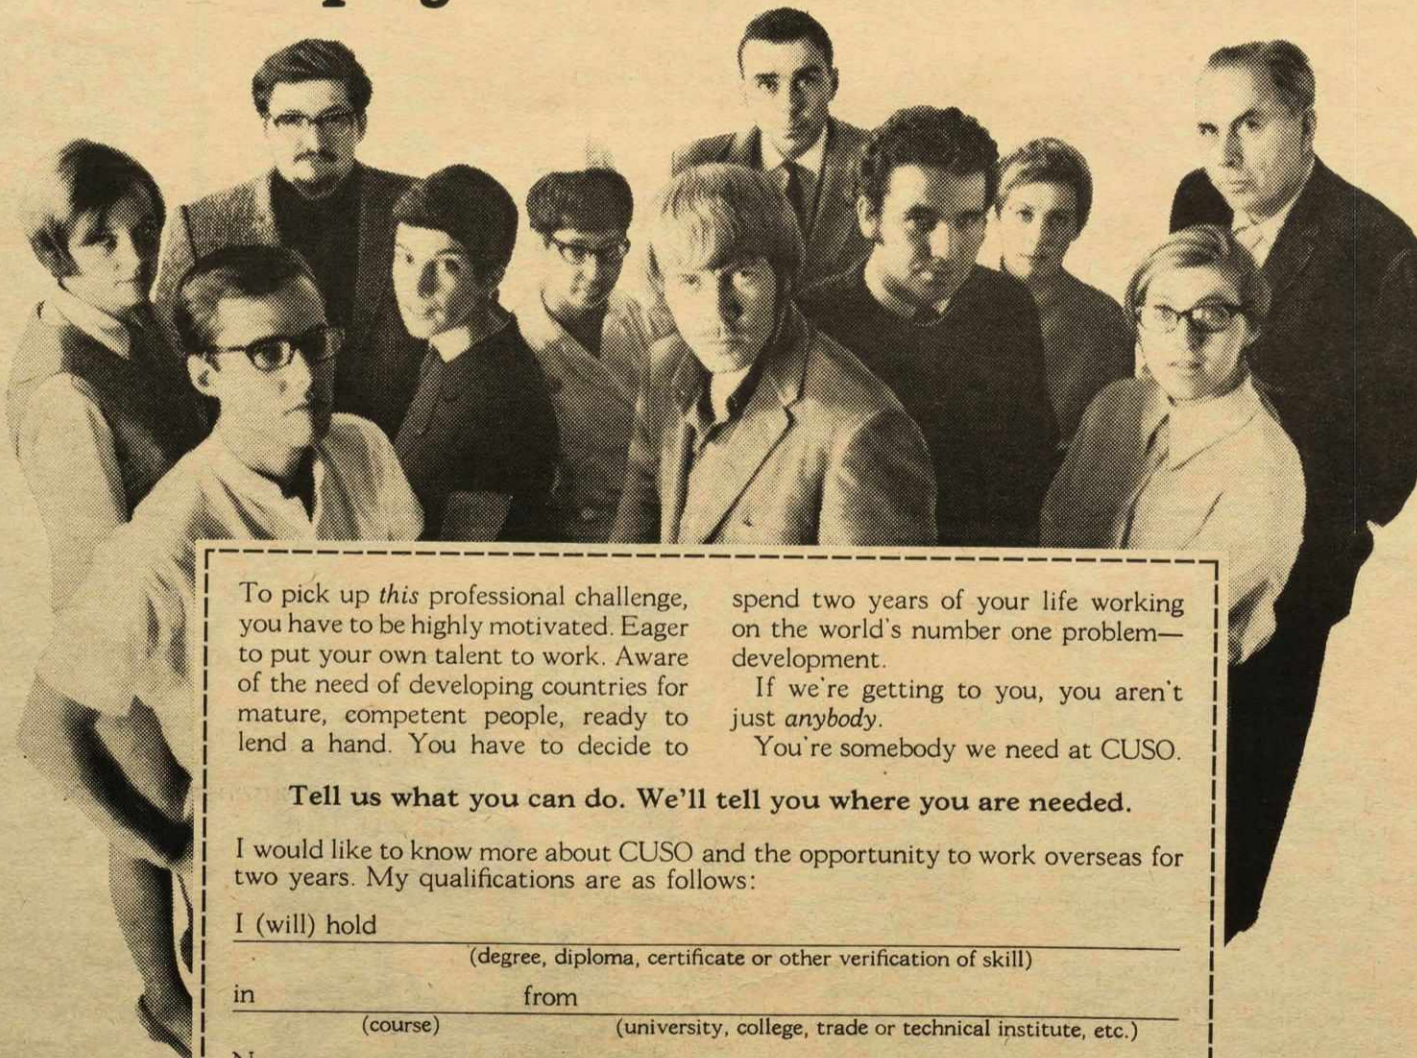 To pick up this professional challenge,
you have to be highly motivated. Eager
to put your own talent to work. Aware
of the need of developing countries for
mature, competent people, ready to
lend a hand. You have to decide to
spend two years of your life working
on the world's number one problem—
development.
If we're getting to you, you aren't
just anybody.
You're somebody we need at CUSO.
Tell us what you can do. We'll tell you where you are needed.
I would like to know more about CUSO and the opportunity to work overseas for
two years. My qualifications are as follows:
I (will) hold
(degree, diploma, certificate or other verification of skill)
in from
(course) (university, college, trade or technical institute, etc.)